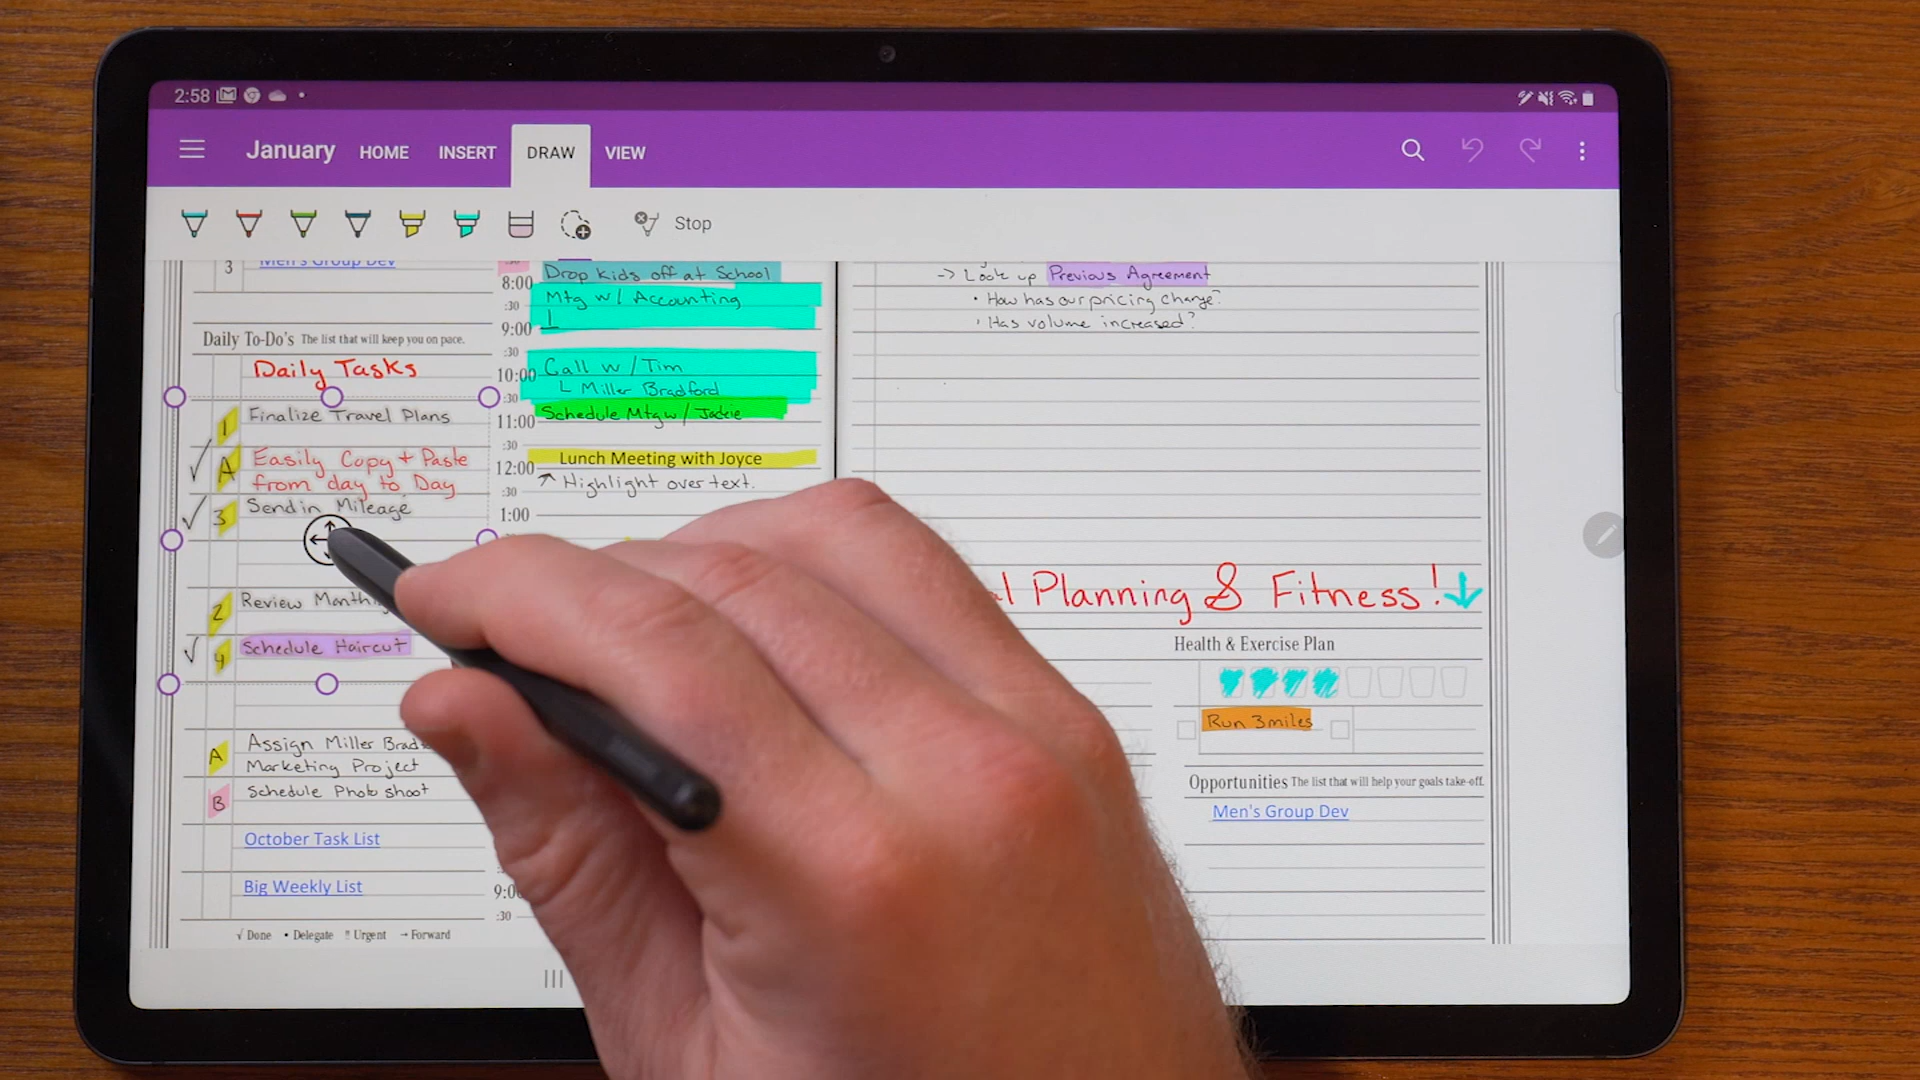 2:58
January HOME INSERT DRAW VIEW
Stop
3 Men's Group Dev
Daily To-Do's The list that will keep you on pace.
Daily Tasks
1 Finalize Travel Plans
✓ A Easily Copy + Paste
from day to Day
✓ 3 Send in Mileage
2 Review Monthly
✓ 4 Schedule Haircut
A Assign Miller Brad
Marketing Project
B Schedule Photo shoot
October Task List
Big Weekly List
√ Done • Delegate !! Urgent → Forward
Drop kids off at School
8:00
Mtg w/ Accounting
:30
9:00
:30
Call w/ Tim
10:00
L Miller Bradford
:30
Schedule Mtg w/ Jackie
11:00
:30
Lunch Meeting with Joyce
12:00
Highlight over text.
:30
1:00
9:00
:30
-> Look up Previous Agreement
• How has our pricing change?
• Has volume increased?
Planning & Fitness!
Health & Exercise Plan
Run 3 miles
Opportunities The list that will help your goals take-off.
Men's Group Dev